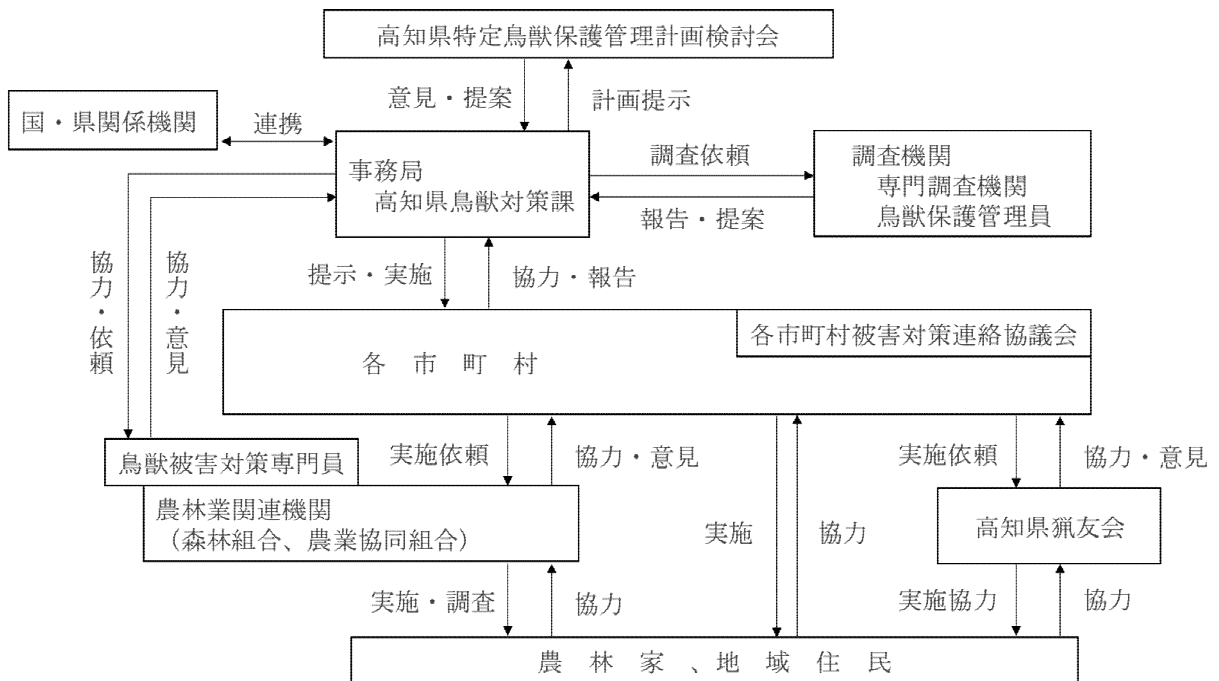 高知県特定鳥獣保護管理計画検討会
意見・提案
計画提示
国・県関係機関
連携
事務局
高知県鳥獣対策課
調査依頼
報告・提案
調査機関
専門調査機関
鳥獣保護管理員
協力・依頼
協力・意見
提示・実施
協力・報告
各市町村被害対策連絡協議会
各市町村
鳥獣被害対策専門員
農林業関連機関
（森林組合、農業協同組合）
実施依頼
協力・意見
実施
協力
実施依頼
協力・意見
高知県猟友会
実施・調査
協力
実施協力
協力
農林家、地域住民